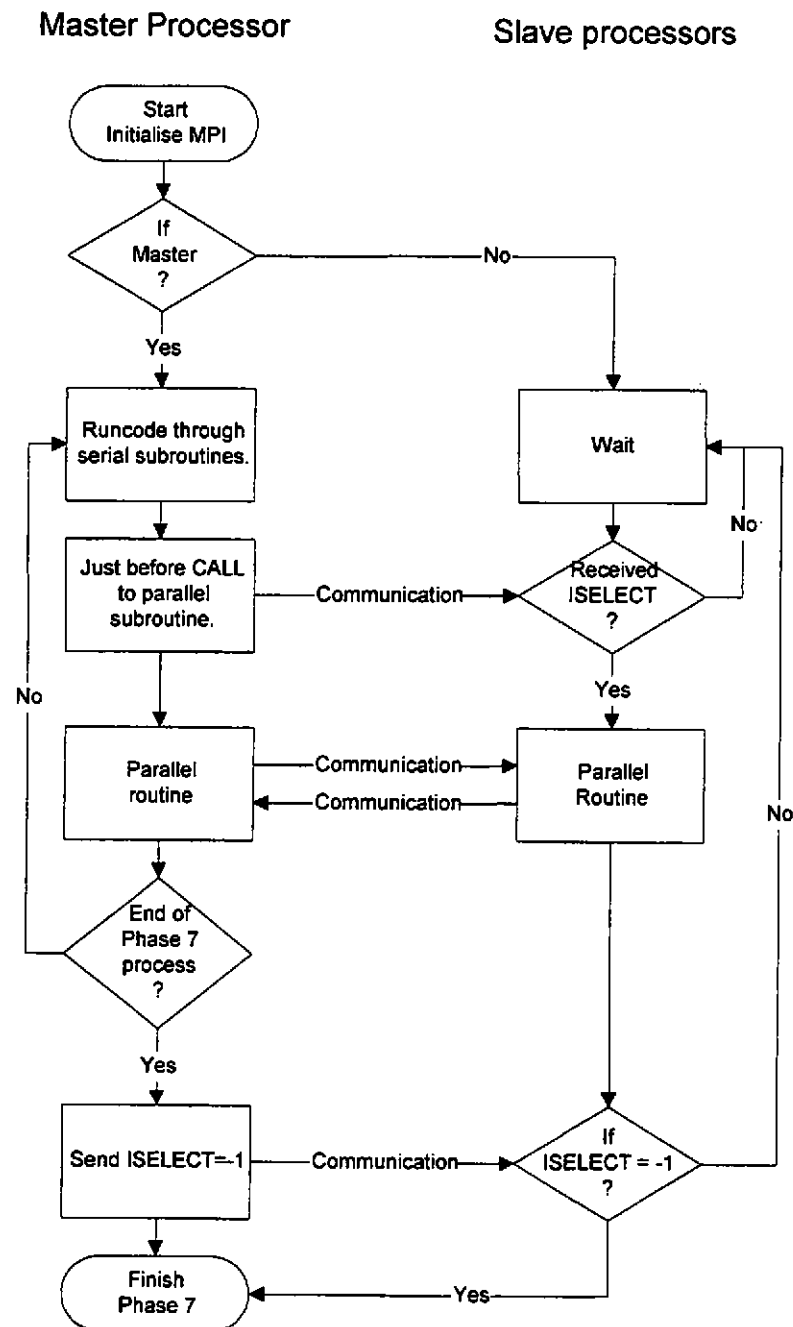 Master Processor
Slave processors
Start
Initialise MPI
If
Master
?
No
Yes
Runcode through
serial subroutines.
Wait
No
Just before CALL
to parallel
subroutine.
Communication
Received
ISELECT
?
No
Yes
Parallel
routine
Communication
Communication
Parallel
Routine
No
End of
Phase 7
process
?
Yes
Send ISELECT=-1
Communication
If
ISELECT = -1
?
Finish
Phase 7
Yes